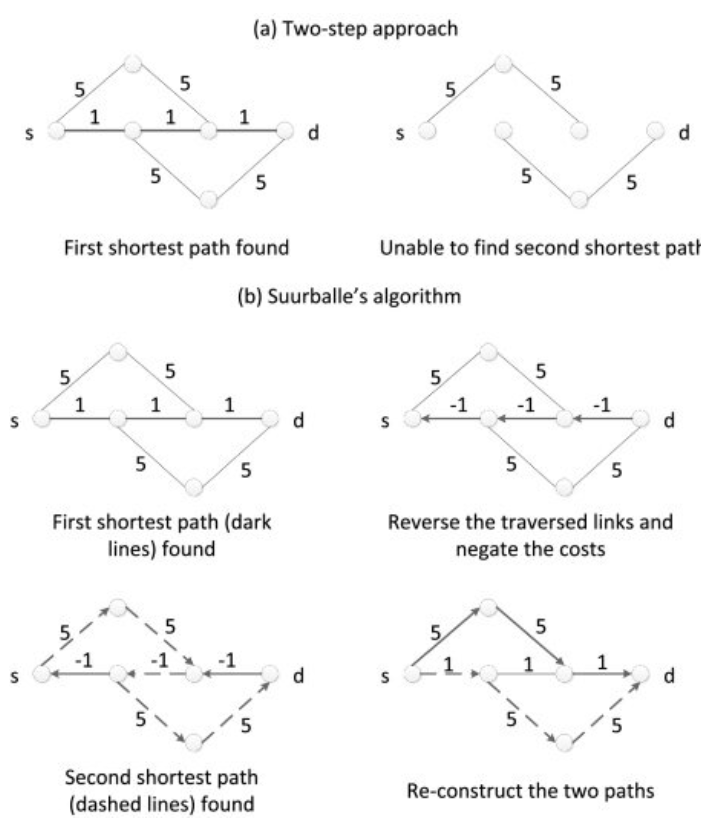 (a) Two-step approach
5 5
s 1 1 1 d
5 5
First shortest path found
5 5
s d
5 5
Unable to find second shortest path
(b) Suurballe's algorithm
5 5
s 1 1 1 d
5 5
First shortest path (dark
lines) found
5 5
s -1 -1 -1 d
5 5
Reverse the traversed links and
negate the costs
5 5
s -1 -1 -1 d
5 5
Second shortest path
(dashed lines) found
5 5
s 1 1 1 d
5 5
Re-construct the two paths